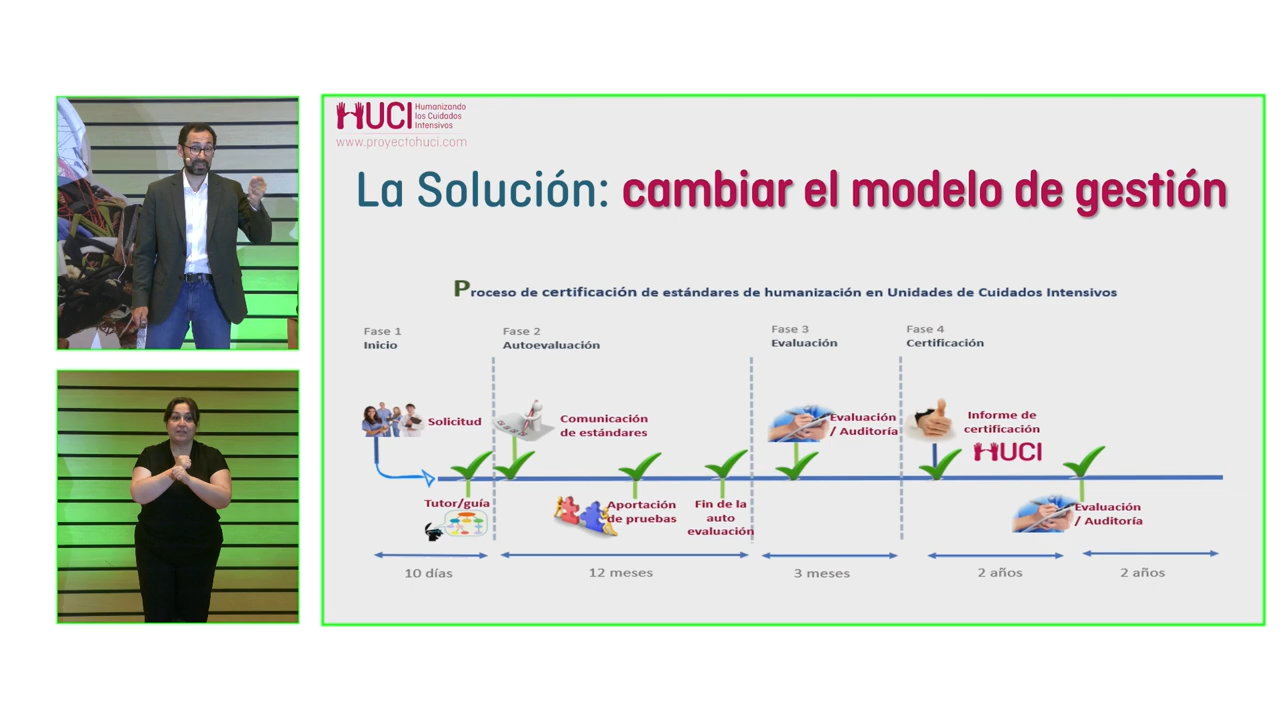 HUCI Humanizando
los Cuidados
Intensivos
www.proyectohuci.com
La Solución: cambiar el modelo de gestión
Proceso de certificación de estándares de humanización en Unidades de Cuidados Intensivos
Fase 1
Inicio
Fase 2
Autoevaluación
Fase 3
Evaluación
Fase 4
Certificación
Solicitud
Comunicación
de estándares
Evaluación
/ Auditoría
Informe de
certificación
HUCI
Tutor/guía
Aportación
de pruebas
Fin de la
auto
evaluación
Evaluación
/ Auditoría
10 días
12 meses
3 meses
2 años
2 años